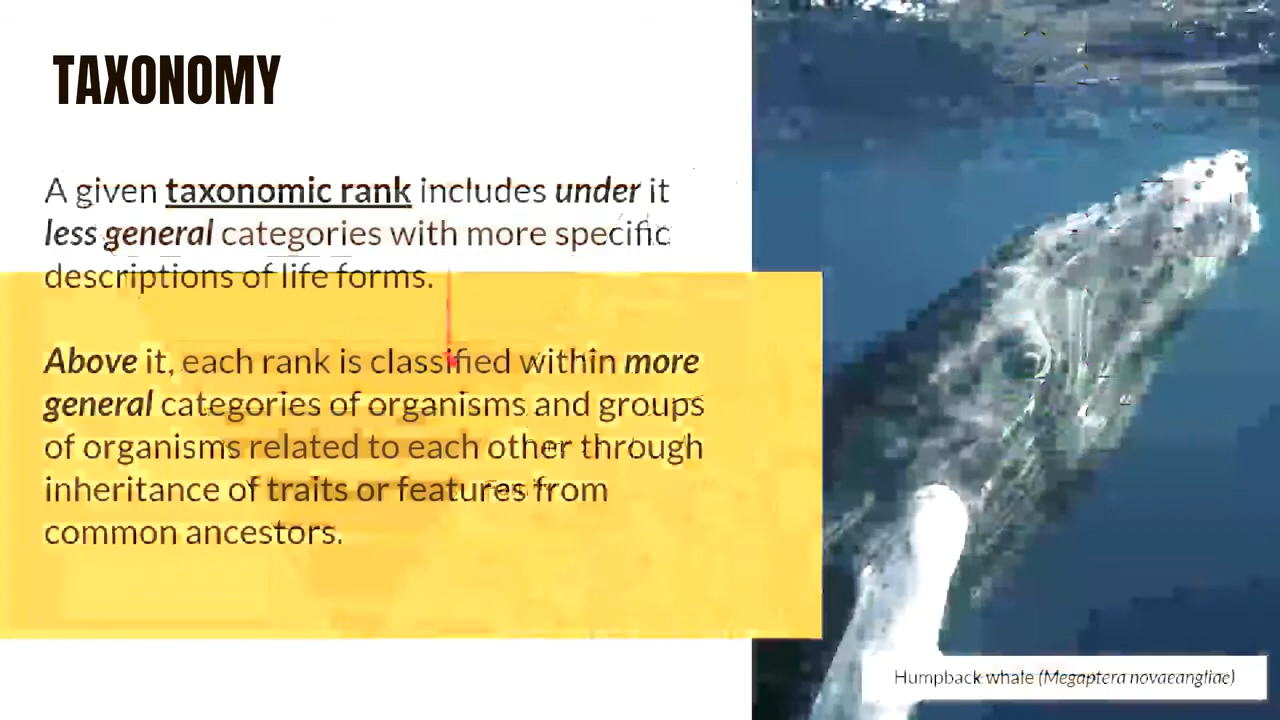 TAXONOMY
A given taxonomic rank includes under it
less general categories with more specific
descriptions of life forms.
Above it, each rank is classified within more
general categories of organisms and groups
of organisms related to each other through
inheritance of traits or features from
common ancestors.
Humpback whale (Megaptera novaeangliae)